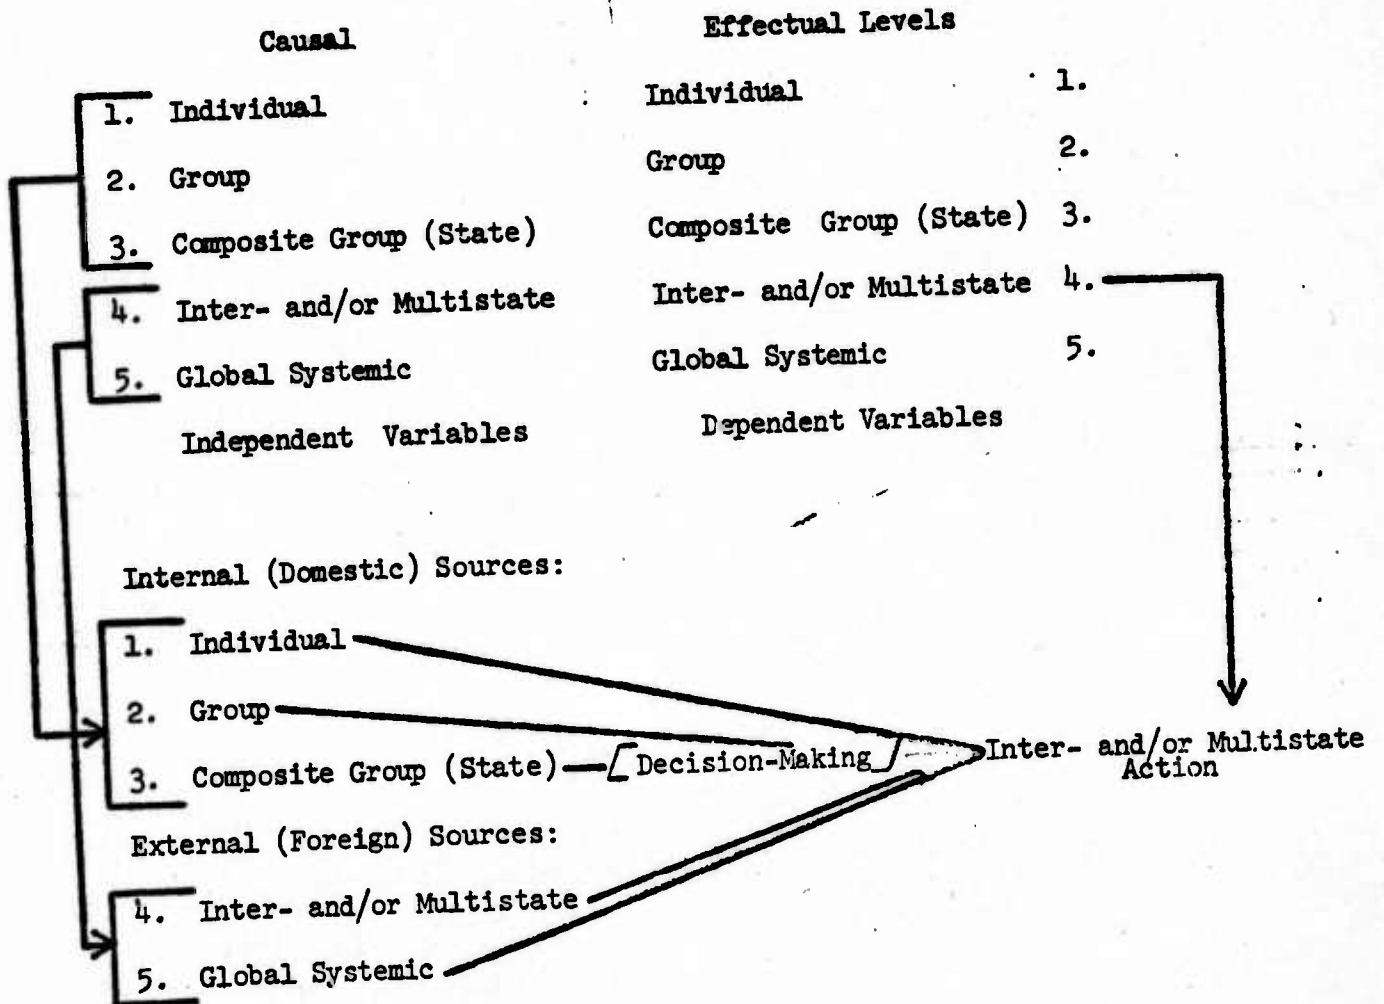 Causal Effectual Levels
1. Individual Individual 1.
2. Group Group 2.
3. Composite Group (State) Composite Group (State) 3.
4. Inter- and/or Multistate Inter- and/or Multistate 4.
5. Global Systemic Global Systemic 5.
Independent Variables Dependent Variables
Internal (Domestic) Sources:
1. Individual
2. Group
3. Composite Group (State) [Decision-Making] Inter- and/or Multistate
Action
External (Foreign) Sources:
4. Inter- and/or Multistate
5. Global Systemic